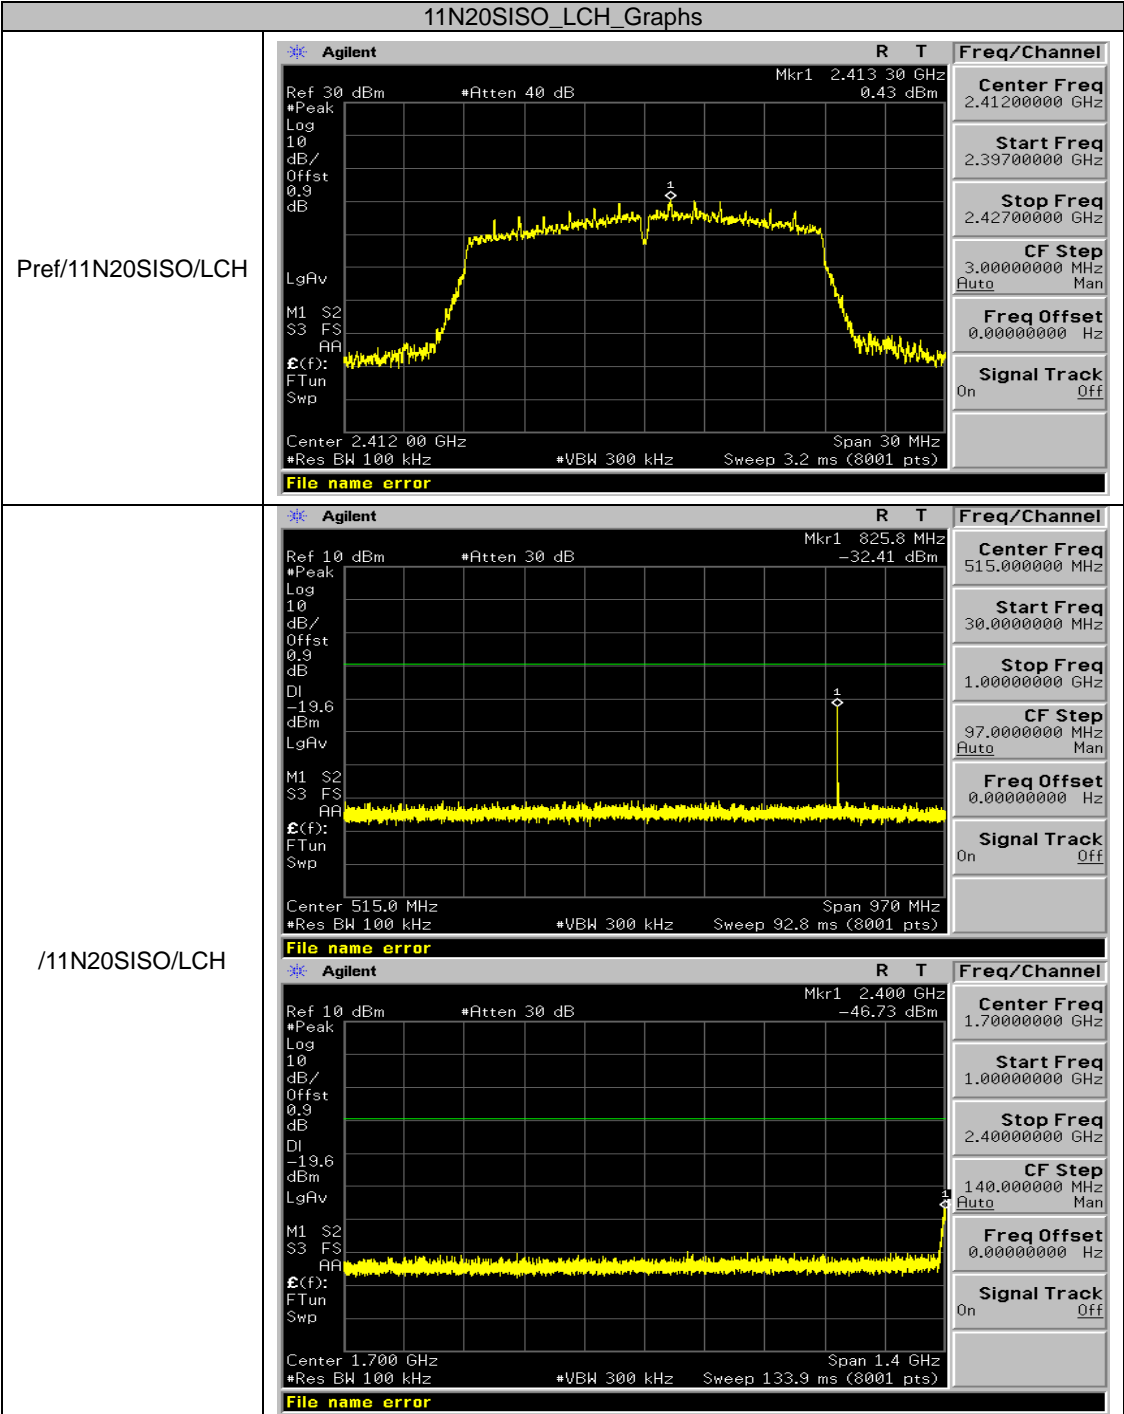 11N20SISO_LCH_Graphs
Pref/11N20SISO/LCH
Agilent R T Freq/Channel
Mkr1 2.413 30 GHz
Ref 30 dBm #Atten 40 dB 0.43 dBm
#Peak
Log
10
dB/
Offst
0.9
dB
LgAv
M1 S2
S3 FS
AA
£(f):
FTun
Swp
1
Center 2.412 00 GHz Span 30 MHz
#Res BW 100 kHz #VBW 300 kHz Sweep 3.2 ms (8001 pts)
File name error
Center Freq
2.41200000 GHz
Start Freq
2.39700000 GHz
Stop Freq
2.42700000 GHz
CF Step
3.00000000 MHz
Auto Man
Freq Offset
0.00000000 Hz
Signal Track
On Off
/11N20SISO/LCH
Agilent R T Freq/Channel
Mkr1 825.8 MHz
Ref 10 dBm #Atten 30 dB -32.41 dBm
#Peak
Log
10
dB/
Offst
0.9
dB
DI
-19.6
dBm
LgAv
M1 S2
S3 FS
AA
£(f):
FTun
Swp
1
Center 515.0 MHz Span 970 MHz
#Res BW 100 kHz #VBW 300 kHz Sweep 92.8 ms (8001 pts)
File name error
Center Freq
515.000000 MHz
Start Freq
30.0000000 MHz
Stop Freq
1.00000000 GHz
CF Step
97.0000000 MHz
Auto Man
Freq Offset
0.00000000 Hz
Signal Track
On Off
Agilent R T Freq/Channel
Mkr1 2.400 GHz
Ref 10 dBm #Atten 30 dB -46.73 dBm
#Peak
Log
10
dB/
Offst
0.9
dB
DI
-19.6
dBm
LgAv
M1 S2
S3 FS
AA
£(f):
FTun
Swp
1
Center 1.700 GHz Span 1.4 GHz
#Res BW 100 kHz #VBW 300 kHz Sweep 133.9 ms (8001 pts)
File name error
Center Freq
1.70000000 GHz
Start Freq
1.00000000 GHz
Stop Freq
2.40000000 GHz
CF Step
140.000000 MHz
Auto Man
Freq Offset
0.00000000 Hz
Signal Track
On Off